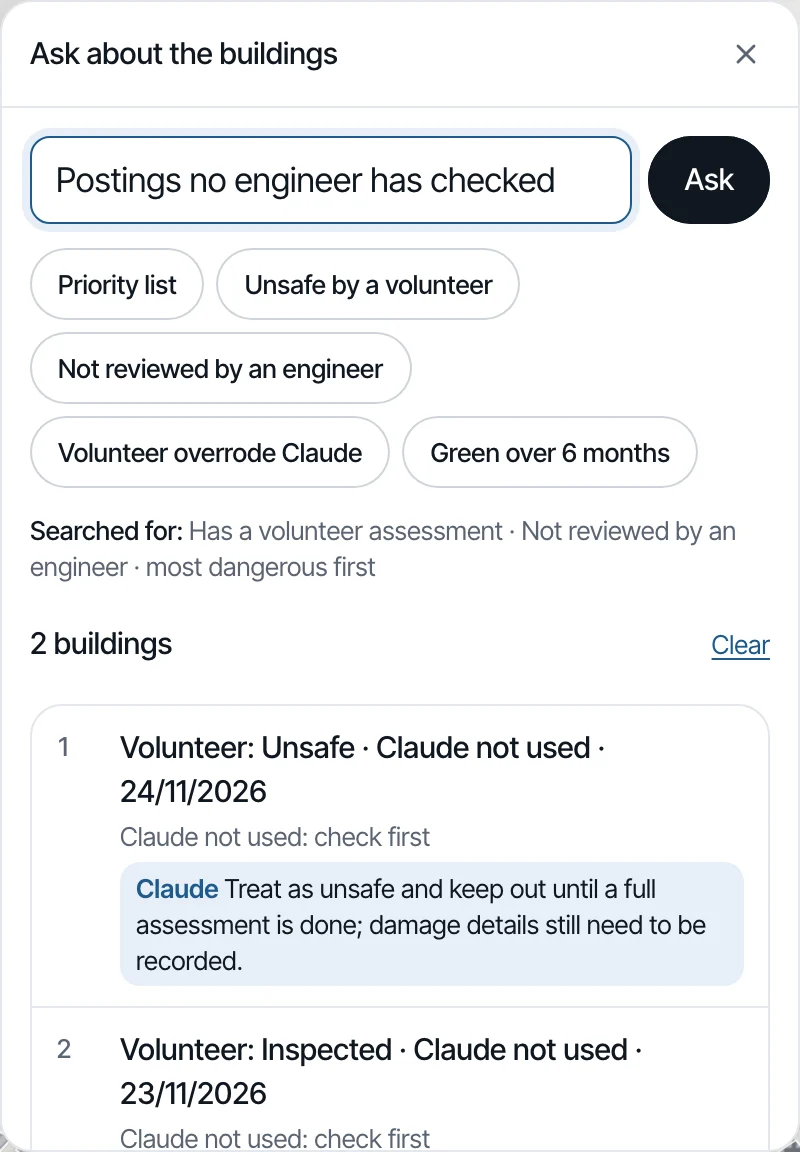 Ask about the buildings
Postings no engineer has checked
Ask
Priority list
Unsafe by a volunteer
Not reviewed by an engineer
Volunteer overrode Claude
Green over 6 months
Searched for: Has a volunteer assessment · Not reviewed by an
engineer · most dangerous first
2 buildings
Clear
1
Volunteer: Unsafe · Claude not used ·
24/11/2026
Claude not used: check first
Claude Treat as unsafe and keep out until a full
assessment is done; damage details still need to be
recorded.
2
Volunteer: Inspected · Claude not used ·
23/11/2026
Claude not used: check first